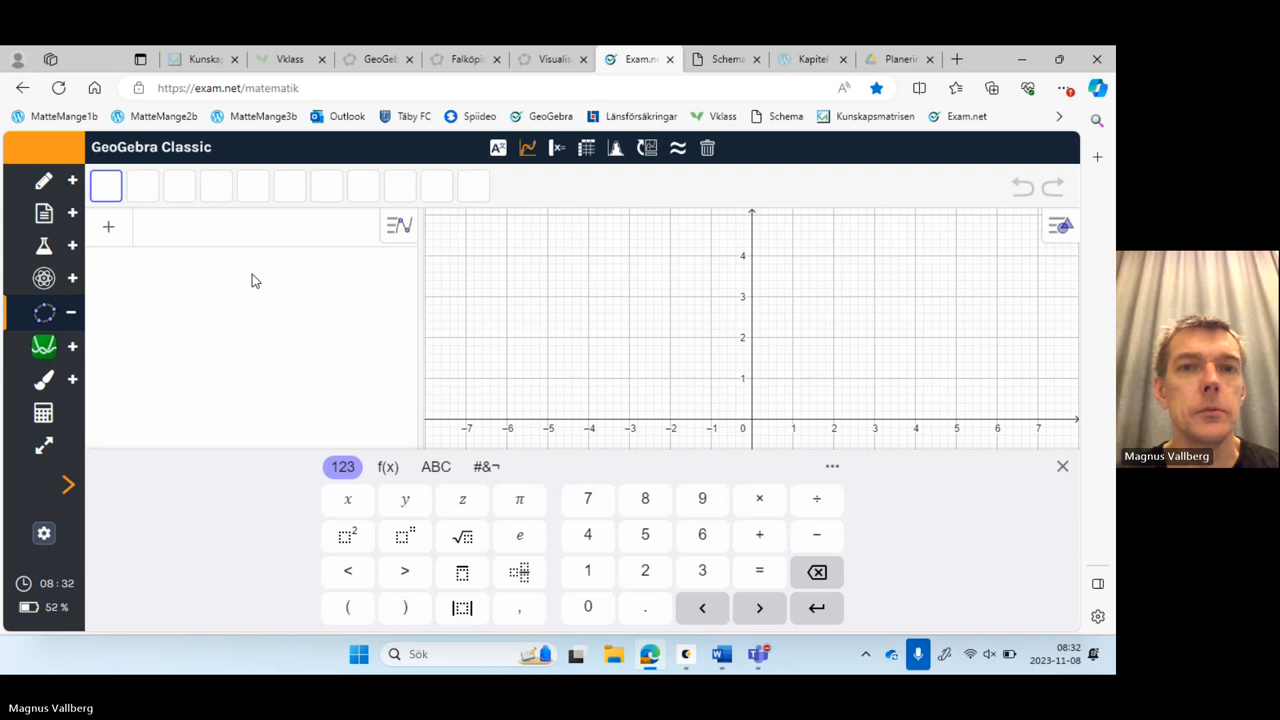 Kunska
Vklass
GeoGeb
Falköpi
Visualis
Exam.ne
Schema
Kapitel
Planerin
https://exam.net/matematik
MatteMange1b MatteMange2b MatteMange3b Outlook Täby FC Spiideo GeoGebra Länsförsäkringar Vklass Schema Kunskapsmatrisen Exam.net
GeoGebra Classic
4
3
2
1
−7 −6 −5 −4 −3 −2 −1 0 1 2 3 4 5 6 7
123 f(x) ABC #&¬
x y z π 7 8 9 × ÷
e 4 5 6 + −
< > 1 2 3 =
( ) , 0 . < >
08:32
52 %
Sök
08:32
2023-11-08
Magnus Vallberg
Magnus Vallberg